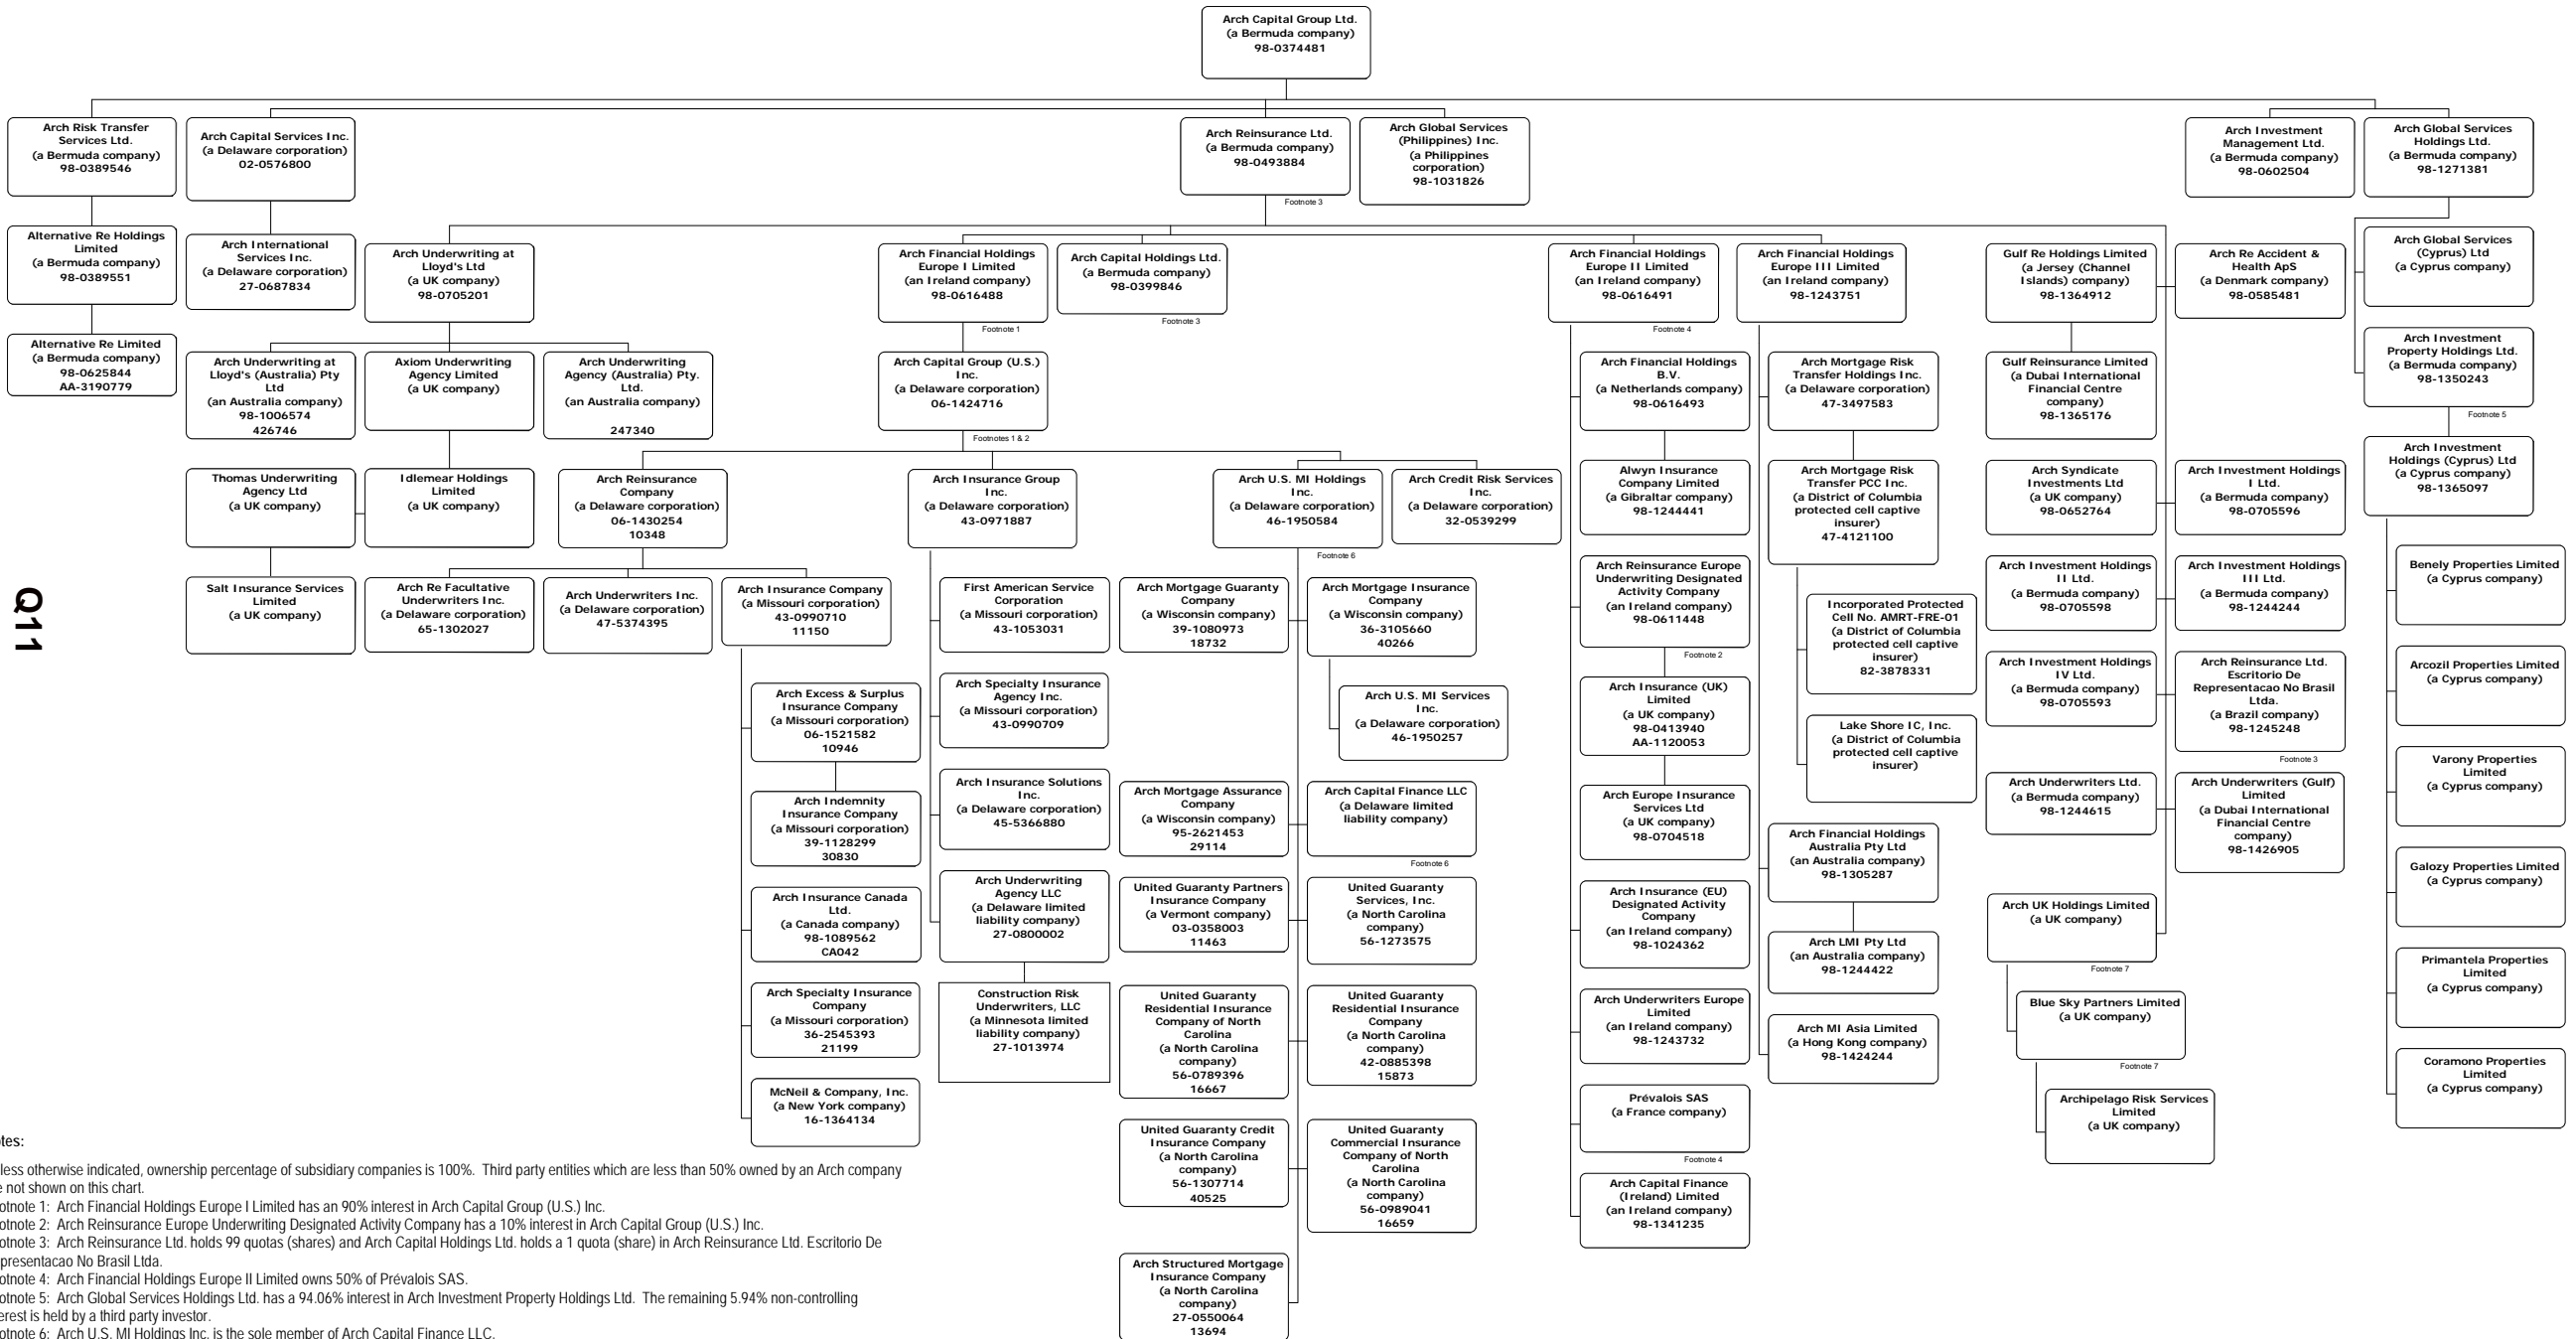 Arch Capital Group Ltd.
(a Bermuda company)
98-0374481
Arch Risk Transfer
Services Ltd.
(a Bermuda company)
98-0389546
Arch Capital Services Inc.
(a Delaware corporation)
02-0576800
Arch Reinsurance Ltd.
(a Bermuda company)
98-0493884
Footnote 3
Arch Global Services
(Philippines) Inc.
(a Philippines
corporation)
98-1031826
Arch Investment
Management Ltd.
(a Bermuda company)
98-0602504
Arch Global Services
Holdings Ltd.
(a Bermuda company)
98-1271381
Alternative Re Holdings
Limited
(a Bermuda company)
98-0389551
Arch International
Services Inc.
(a Delaware corporation)
27-0687834
Arch Underwriting at
Lloyd's Ltd
(a UK company)
98-0705201
Arch Financial Holdings
Europe I Limited
(an Ireland company)
98-0616488
Footnote 1
Arch Capital Holdings Ltd.
(a Bermuda company)
98-0399846
Footnote 3
Arch Financial Holdings
Europe II Limited
(an Ireland company)
98-0616491
Footnote 4
Arch Financial Holdings
Europe III Limited
(an Ireland company)
98-1243751
Gulf Re Holdings Limited
(a Jersey (Channel
Islands) company)
98-1364912
Arch Re Accident &
Health ApS
(a Denmark company)
98-0585481
Arch Global Services
(Cyprus) Ltd
(a Cyprus company)
Alternative Re Limited
(a Bermuda company)
98-0625844
AA-3190779
Arch Underwriting at
Lloyd's (Australia) Pty
Ltd
(an Australia company)
98-1006574
426746
Axiom Underwriting
Agency Limited
(a UK company)
Arch Underwriting
Agency (Australia) Pty.
Ltd.
(an Australia company)
247340
Arch Capital Group (U.S.)
Inc.
(a Delaware corporation)
06-1424716
Footnotes 1 & 2
Arch Financial Holdings
B.V.
(a Netherlands company)
98-0616493
Arch Mortgage Risk
Transfer Holdings Inc.
(a Delaware corporation)
47-3497583
Gulf Reinsurance Limited
(a Dubai International
Financial Centre
company)
98-1365176
Arch Investment
Property Holdings Ltd.
(a Bermuda company)
98-1350243
Footnote 5
Thomas Underwriting
Agency Ltd
(a UK company)
Idlemear Holdings
Limited
(a UK company)
Arch Reinsurance
Company
(a Delaware corporation)
06-1430254
10348
Arch Insurance Group
Inc.
(a Delaware corporation)
43-0971887
Arch U.S. MI Holdings
Inc.
(a Delaware corporation)
46-1950584
Footnote 6
Arch Credit Risk Services
Inc.
(a Delaware corporation)
32-0539299
Alwyn Insurance
Company Limited
(a Gibraltar company)
98-1244441
Arch Mortgage Risk
Transfer PCC Inc.
(a District of Columbia
protected cell captive
insurer)
47-4121100
Arch Syndicate
Investments Ltd
(a UK company)
98-0652764
Arch Investment Holdings
I Ltd.
(a Bermuda company)
98-0705596
Arch Investment
Holdings (Cyprus) Ltd
(a Cyprus company)
98-1365097
Salt Insurance Services
Limited
(a UK company)
Arch Re Facultative
Underwriters Inc.
(a Delaware corporation)
65-1302027
Arch Underwriters Inc.
(a Delaware corporation)
47-5374395
Arch Insurance Company
(a Missouri corporation)
43-0990710
11150
First American Service
Corporation
(a Missouri corporation)
43-1053031
Arch Mortgage Guaranty
Company
(a Wisconsin company)
39-1080973
18732
Arch Mortgage Insurance
Company
(a Wisconsin company)
36-3105660
40266
Arch Reinsurance Europe
Underwriting Designated
Activity Company
(an Ireland company)
98-0611448
Footnote 2
Incorporated Protected
Cell No. AMRT-FRE-01
(a District of Columbia
protected cell captive
insurer)
82-3878331
Arch Investment Holdings
II Ltd.
(a Bermuda company)
98-0705598
Arch Investment Holdings
III Ltd.
(a Bermuda company)
98-1244244
Benely Properties Limited
(a Cyprus company)
Q11
Arch Excess & Surplus
Insurance Company
(a Missouri corporation)
06-1521582
10946
Arch Specialty Insurance
Agency Inc.
(a Missouri corporation)
43-0990709
Arch U.S. MI Services
Inc.
(a Delaware corporation)
46-1950257
Arch Insurance (UK)
Limited
(a UK company)
98-0413940
AA-1120053
Lake Shore IC, Inc.
(a District of Columbia
protected cell captive
insurer)
Arch Investment Holdings
IV Ltd.
(a Bermuda company)
98-0705593
Arch Reinsurance Ltd.
Escritorio De
Representacao No Brasil
Ltda.
(a Brazil company)
98-1245248
Footnote 3
Arcozil Properties Limited
(a Cyprus company)
Arch Indemnity
Insurance Company
(a Missouri corporation)
39-1128299
30830
Arch Insurance Solutions
Inc.
(a Delaware corporation)
45-5366880
Arch Mortgage Assurance
Company
(a Wisconsin company)
95-2621453
29114
Arch Capital Finance LLC
(a Delaware limited
liability company)
Footnote 6
Arch Europe Insurance
Services Ltd
(a UK company)
98-0704518
Arch Financial Holdings
Australia Pty Ltd
(an Australia company)
98-1305287
Arch Underwriters Ltd.
(a Bermuda company)
98-1244615
Arch Underwriters (Gulf)
Limited
(a Dubai International
Financial Centre
company)
98-1426905
Varony Properties
Limited
(a Cyprus company)
Arch Insurance Canada
Ltd.
(a Canada company)
98-1089562
CA042
Arch Underwriting
Agency LLC
(a Delaware limited
liability company)
27-0800002
United Guaranty Partners
Insurance Company
(a Vermont company)
03-0358003
11463
United Guaranty
Services, Inc.
(a North Carolina
company)
56-1273575
Arch Insurance (EU)
Designated Activity
Company
(an Ireland company)
98-1024362
Arch LMI Pty Ltd
(an Australia company)
98-1244422
Arch UK Holdings Limited
(a UK company)
Footnote 7
Galozy Properties Limited
(a Cyprus company)
Arch Specialty Insurance
Company
(a Missouri corporation)
36-2545393
21199
Construction Risk
Underwriters, LLC
(a Minnesota limited
liability company)
27-1013974
United Guaranty
Residential Insurance
Company of North
Carolina
(a North Carolina
company)
56-0789396
16667
United Guaranty
Residential Insurance
Company
(a North Carolina
company)
42-0885398
15873
Arch Underwriters Europe
Limited
(an Ireland company)
98-1243732
Arch MI Asia Limited
(a Hong Kong company)
98-1424244
Blue Sky Partners Limited
(a UK company)
Footnote 7
Primantela Properties
Limited
(a Cyprus company)
McNeil & Company, Inc.
(a New York company)
16-1364134
United Guaranty Credit
Insurance Company
(a North Carolina
company)
56-1307714
40525
United Guaranty
Commercial Insurance
Company of North
Carolina
(a North Carolina
company)
56-0989041
16659
Prévalois SAS
(a France company)
Footnote 4
Archipelago Risk Services
Limited
(a UK company)
Coramono Properties
Limited
(a Cyprus company)
Arch Structured Mortgage
Insurance Company
(a North Carolina
company)
27-0550064
13694
Arch Capital Finance
(Ireland) Limited
(an Ireland company)
98-1341235
otes:
less otherwise indicated, ownership percentage of subsidiary companies is 100%. Third party entities which are less than 50% owned by an Arch company
e not shown on this chart.
otnote 1: Arch Financial Holdings Europe I Limited has an 90% interest in Arch Capital Group (U.S.) Inc.
otnote 2: Arch Reinsurance Europe Underwriting Designated Activity Company has a 10% interest in Arch Capital Group (U.S.) Inc.
otnote 3: Arch Reinsurance Ltd. holds 99 quotas (shares) and Arch Capital Holdings Ltd. holds a 1 quota (share) in Arch Reinsurance Ltd. Escritorio De
presentacao No Brasil Ltda.
otnote 4: Arch Financial Holdings Europe II Limited owns 50% of Prévalois SAS.
otnote 5: Arch Global Services Holdings Ltd. has a 94.06% interest in Arch Investment Property Holdings Ltd. The remaining 5.94% non-controlling
erest is held by a third party investor.
otnote 6: Arch U.S. MI Holdings Inc. is the sole member of Arch Capital Finance LLC.